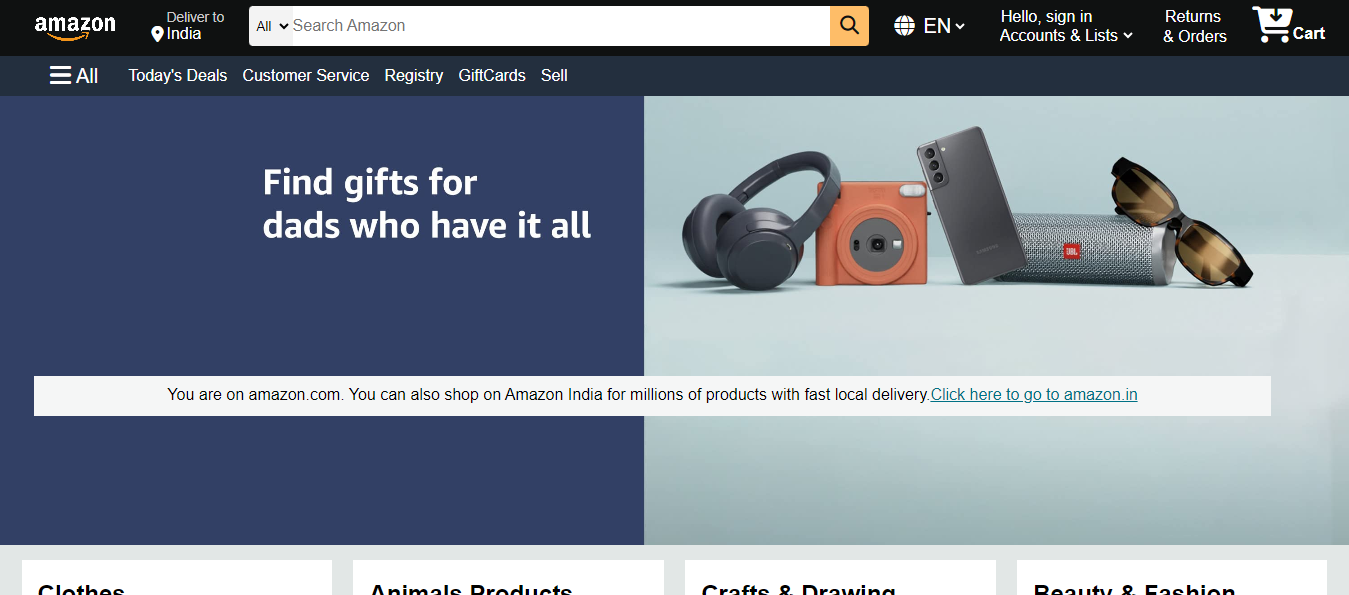 amazon
Deliver to
India
All
Search Amazon
EN
Hello, sign in
Accounts & Lists
Returns
& Orders
Cart
All
Today's Deals
Customer Service
Registry
GiftCards
Sell
Find gifts for
dads who have it all
SAMSUNG
JBL
You are on amazon.com. You can also shop on Amazon India for millions of products with fast local delivery.Click here to go to amazon.in
Clothes
Animals Products
Crafts & Drawing
Beauty & Fashion